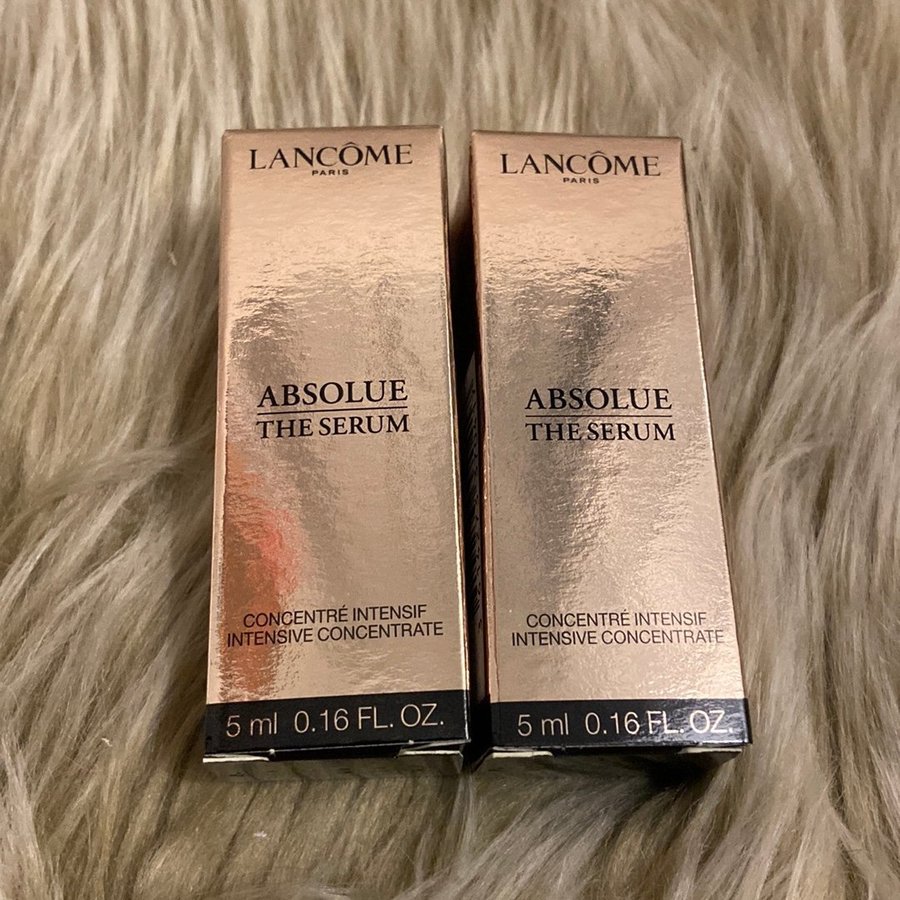 LANCÔME
PARIS
ABSOLUE
THE SERUM
CONCENTRÉ INTENSIF
INTENSIVE CONCENTRATE
5 ml 0.16 FL. OZ.
LANCÔME
PARIS
ABSOLUE
THE SERUM
CONCENTRÉ INTENSIF
INTENSIVE CONCENTRATE
5 ml 0.16 FL. OZ.